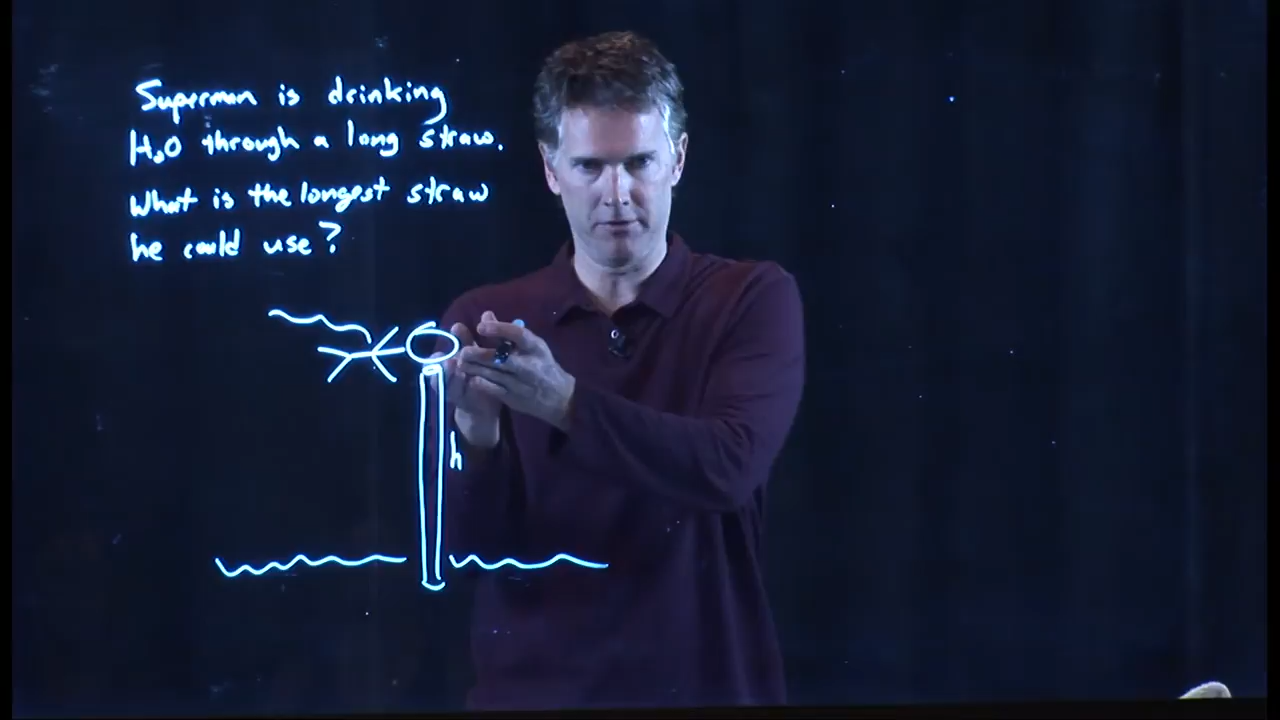 Superman is drinking
H₂O through a long straw.
What is the longest straw
he could use?
h